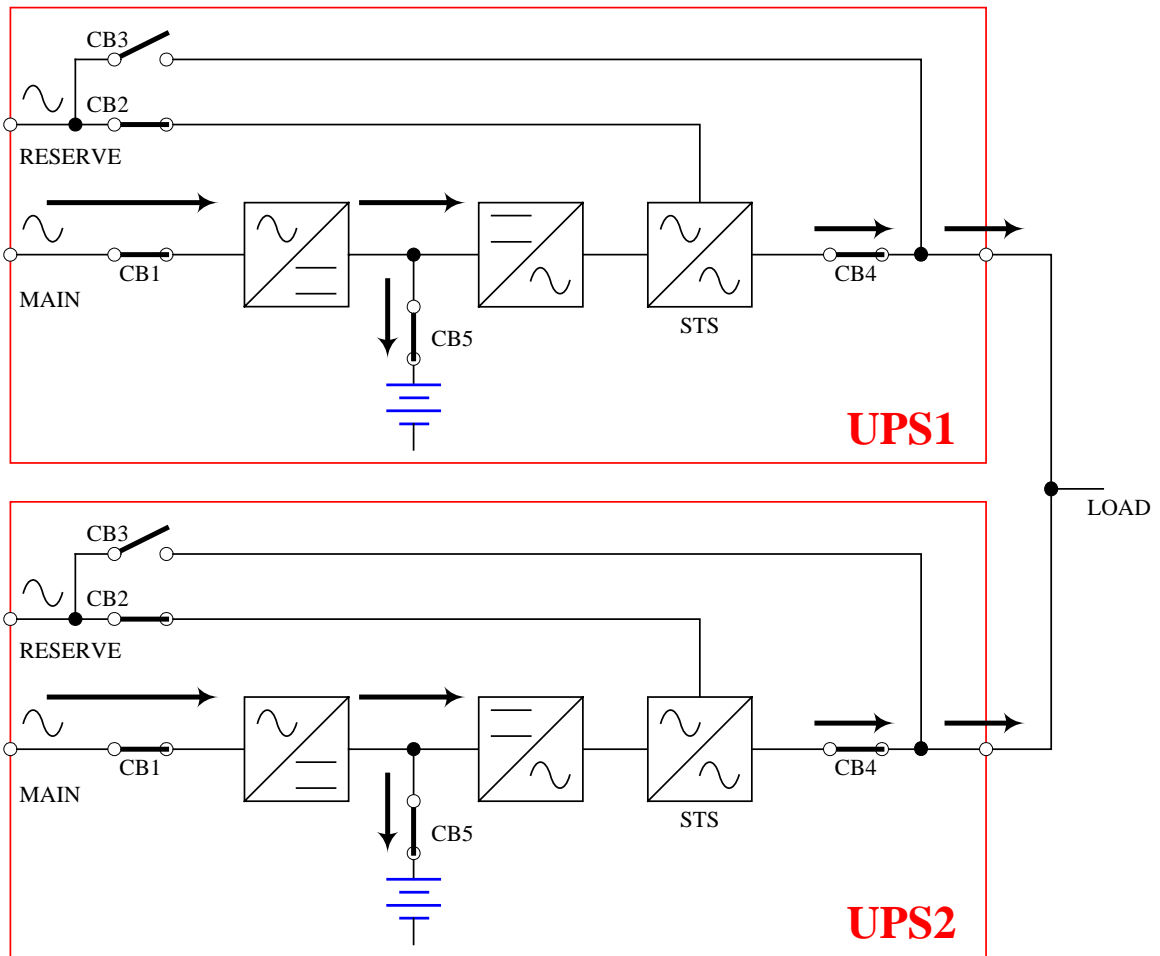 CB3
CB2
RESERVE
CB1
MAIN
CB5
STS
CB4
UPS1
LOAD
CB3
CB2
RESERVE
CB1
MAIN
CB5
STS
CB4
UPS2